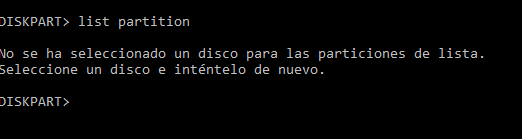 DISKPART> list partition
No se ha seleccionado un disco para las particiones de lista.
Seleccione un disco e inténtelo de nuevo.
DISKPART>